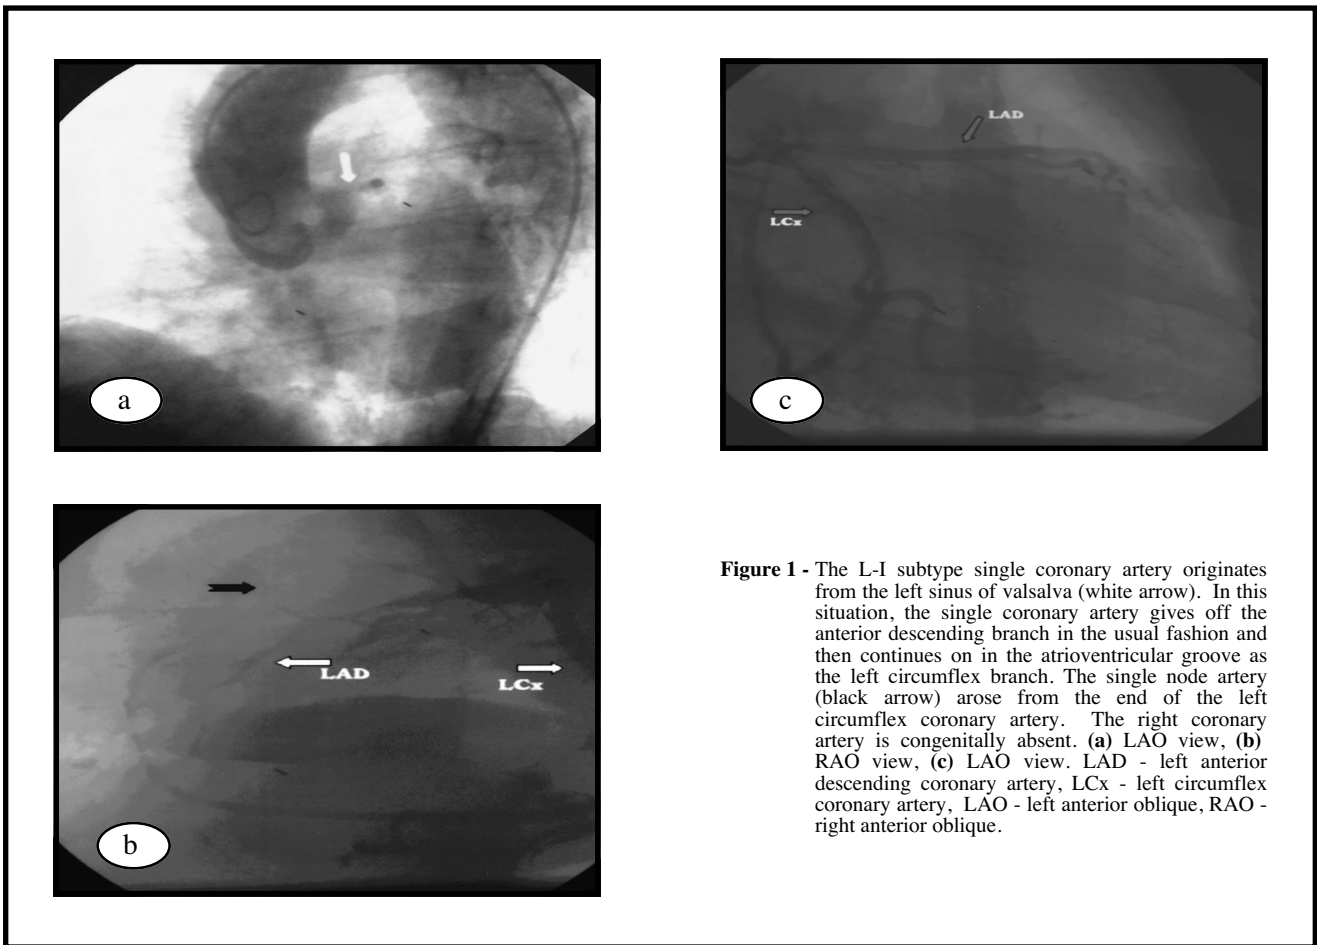 LAD
LCx
a
c
LAD
LCx
b
Figure 1 - The L-I subtype single coronary artery originates
from the left sinus of valsalva (white arrow). In this
situation, the single coronary artery gives off the
anterior descending branch in the usual fashion and
then continues on in the atrioventricular groove as
the left circumflex branch. The single node artery
(black arrow) arose from the end of the left
circumflex coronary artery. The right coronary
artery is congenitally absent. (a) LAO view, (b)
RAO view, (c) LAO view. LAD - left anterior
descending coronary artery, LCx - left circumflex
coronary artery, LAO - left anterior oblique, RAO -
right anterior oblique.